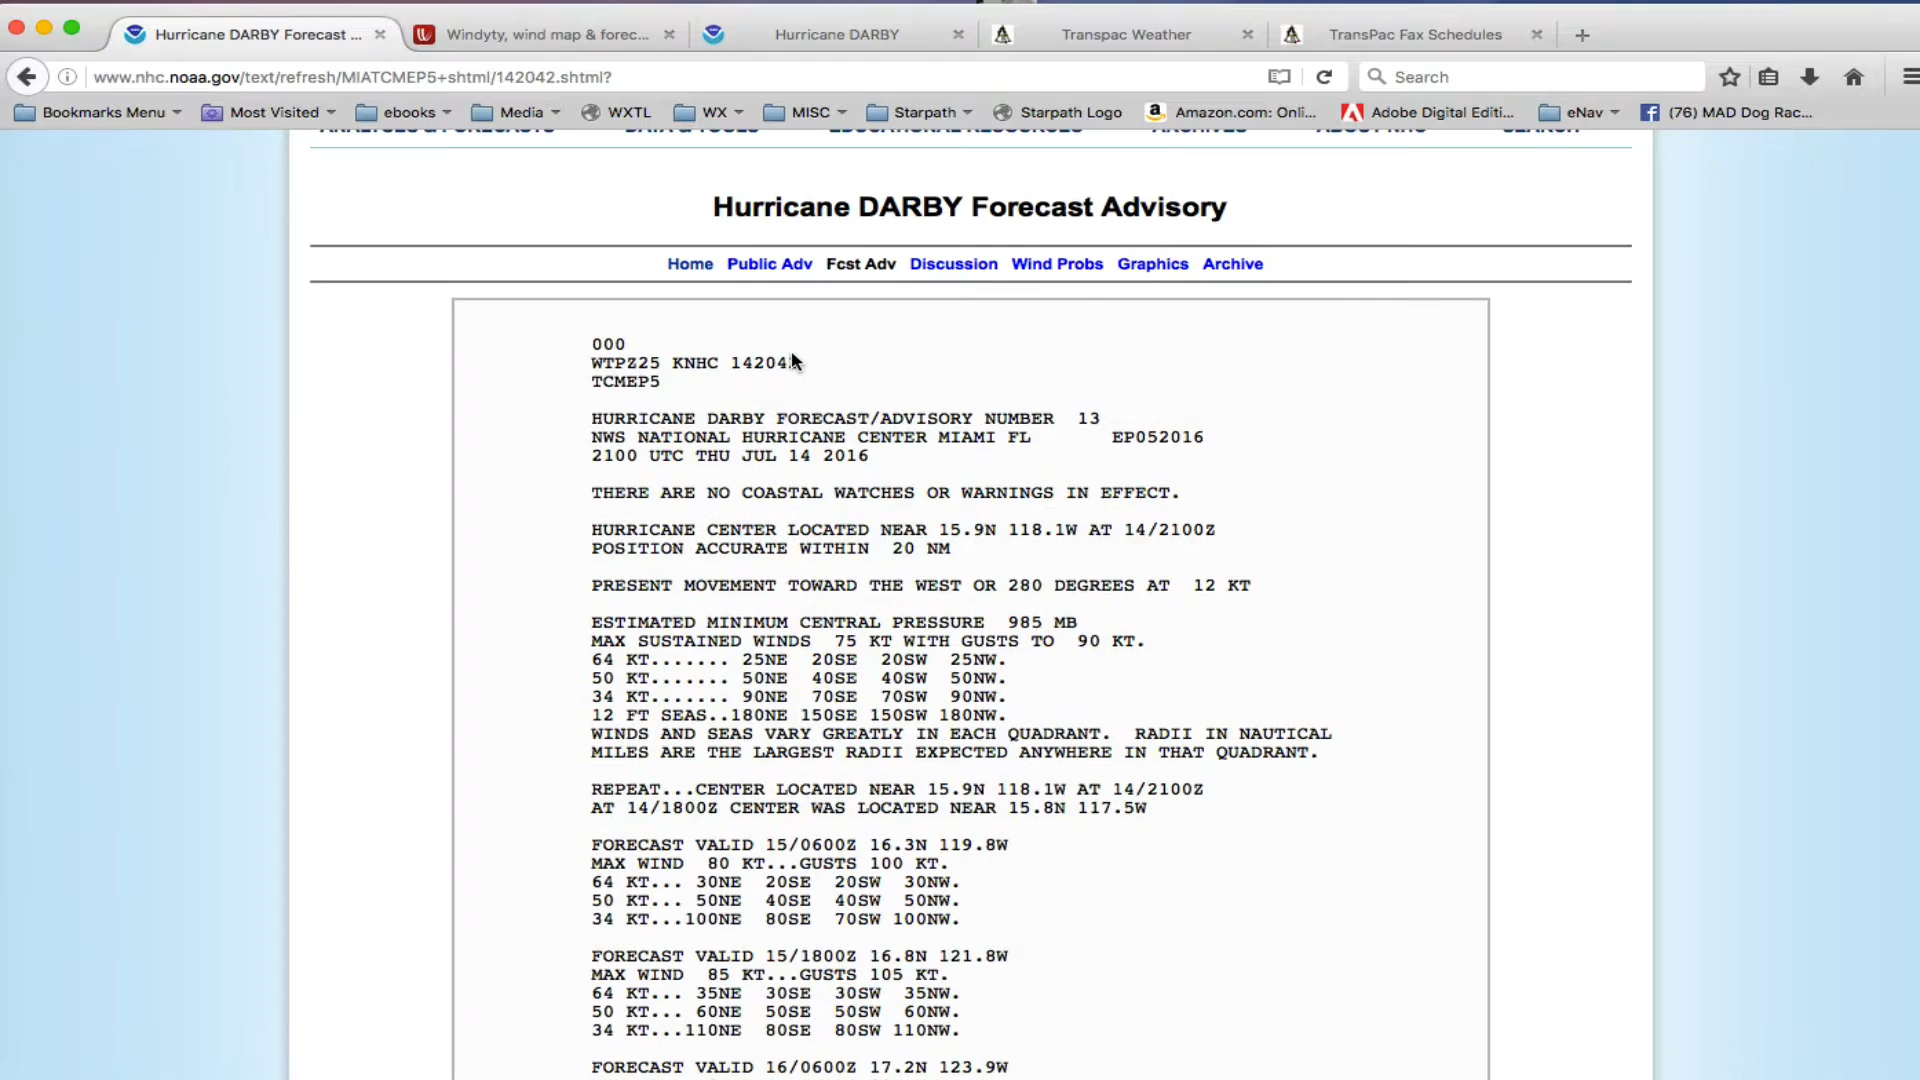 Hurricane DARBY Forecast ... Windyty, wind map & forec... Hurricane DARBY Transpac Weather TransPac Fax Schedules
www.nhc.noaa.gov/text/refresh/MIATCMEP5+shtml/142042.shtml? Search
Bookmarks Menu Most Visited ebooks Media WXTL WX MISC Starpath Starpath Logo Amazon.com: Onli... Adobe Digital Editi... eNav (76) MAD Dog Rac...
ANALYSES & FORECASTS DATA & TOOLS EDUCATIONAL RESOURCES ARCHIVES ABOUT NHC SEARCH
Hurricane DARBY Forecast Advisory
Home Public Adv Fcst Adv Discussion Wind Probs Graphics Archive
000
WTPZ25 KNHC
TCMEP5
HURRICANE DARBY FORECAST/ADVISORY NUMBER 13
NWS NATIONAL HURRICANE CENTER MIAMI FL EP052016
2100 UTC THU JUL 14 2016
THERE ARE NO COASTAL WATCHES OR WARNINGS IN EFFECT.
HURRICANE CENTER LOCATED NEAR 15.9N 118.1W AT 14/2100Z
POSITION ACCURATE WITHIN 20 NM
PRESENT MOVEMENT TOWARD THE WEST OR 280 DEGREES AT 12 KT
ESTIMATED MINIMUM CENTRAL PRESSURE 985 MB
MAX SUSTAINED WINDS 75 KT WITH GUSTS TO 90 KT.
64 KT....... 25NE 20SE 20SW 25NW.
50 KT....... 50NE 40SE 40SW 50NW.
34 KT....... 90NE 70SE 70SW 90NW.
12 FT SEAS..180NE 150SE 150SW 180NW.
WINDS AND SEAS VARY GREATLY IN EACH QUADRANT. RADII IN NAUTICAL
MILES ARE THE LARGEST RADII EXPECTED ANYWHERE IN THAT QUADRANT.
REPEAT...CENTER LOCATED NEAR 15.9N 118.1W AT 14/2100Z
AT 14/1800Z CENTER WAS LOCATED NEAR 15.8N 117.5W
FORECAST VALID 15/0600Z 16.3N 119.8W
MAX WIND 80 KT...GUSTS 100 KT.
64 KT... 30NE 20SE 20SW 30NW.
50 KT... 50NE 40SE 40SW 50NW.
34 KT...100NE 80SE 70SW 100NW.
FORECAST VALID 15/1800Z 16.8N 121.8W
MAX WIND 85 KT...GUSTS 105 KT.
64 KT... 35NE 30SE 30SW 35NW.
50 KT... 60NE 50SE 50SW 60NW.
34 KT...110NE 80SE 80SW 110NW.
FORECAST VALID 16/0600Z 17.2N 123.9W